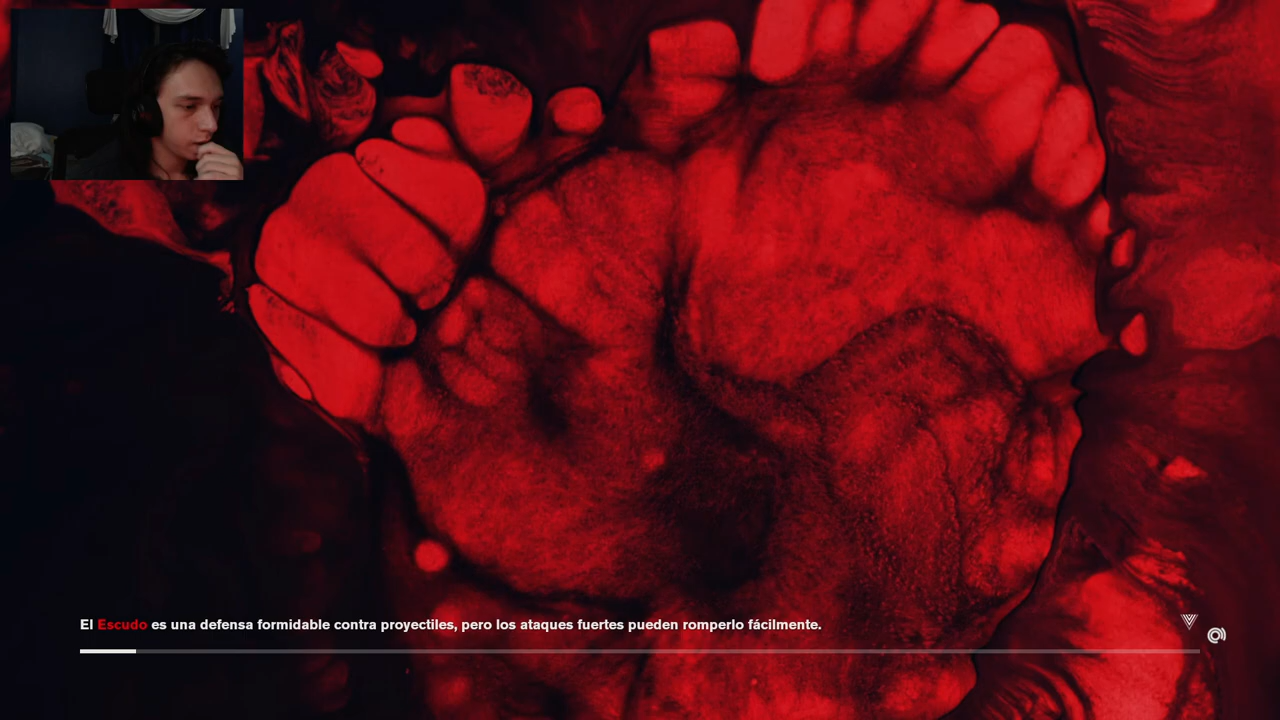 El Escudo es una defensa formidable contra proyectiles, pero los ataques fuertes pueden romperlo fácilmente.